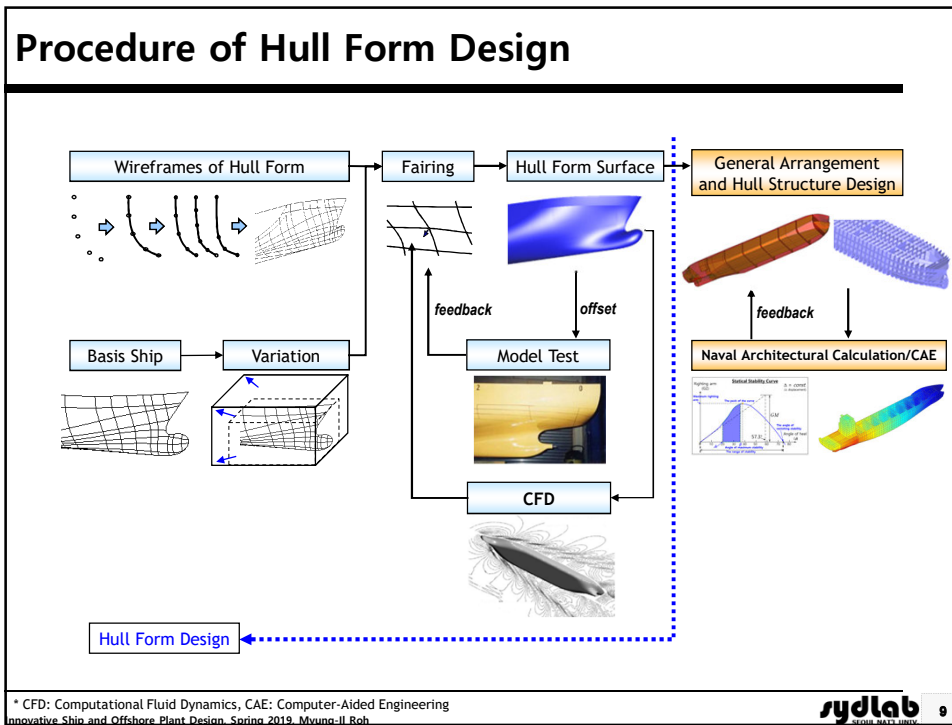 Procedure of Hull Form Design
Wireframes of Hull Form
Fairing
Hull Form Surface
General Arrangement
and Hull Structure Design
feedback
offset
feedback
Basis Ship
Variation
Model Test
Naval Architectural Calculation/CAE
Statical Stability Curve
CFD
Hull Form Design
* CFD: Computational Fluid Dynamics, CAE: Computer-Aided Engineering
nnovative Ship and Offshore Plant Design, Spring 2019, Myung-Il Roh
sydlab
SEOUL NAT'L UNIV.
9